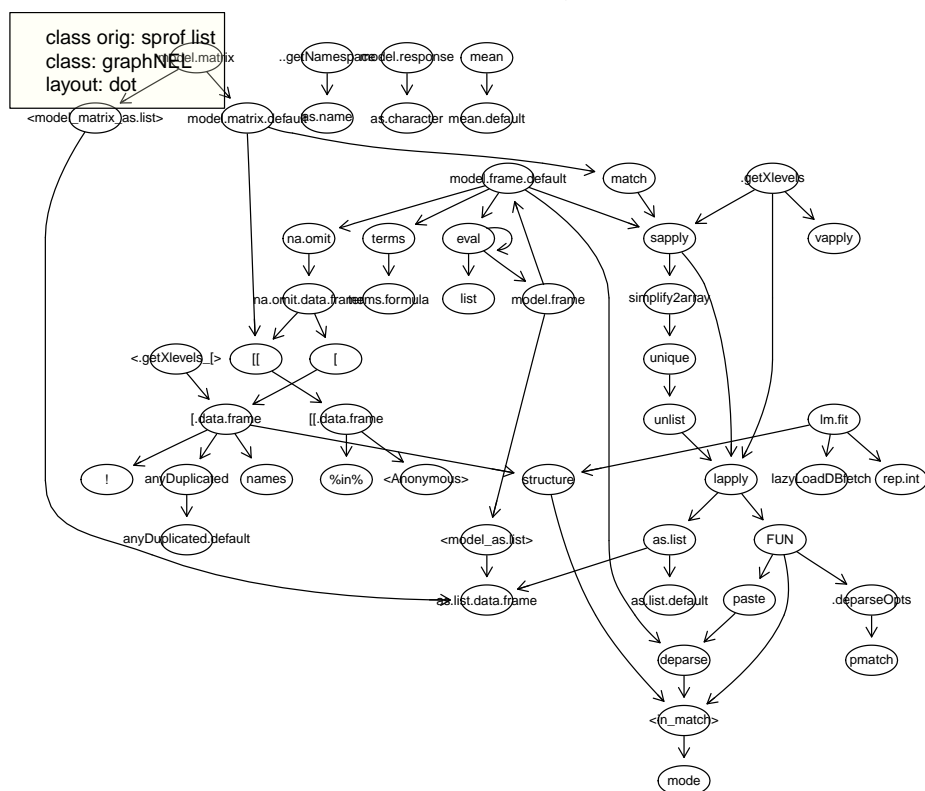 class orig: sprof list
class: graphNEL
layout: dot
model.matrix
..getNamespace
model.response
mean
<model_matrix_as.list>
model.matrix.default
as.name
as.character
mean.default
model.frame.default
match
.getXlevels
na.omit
terms
eval
sapply
vapply
na.omit.data.frame
terms.formula
list
model.frame
simplify2array
<.getXlevels_[>
[[
[
unique
[.data.frame
[[.data.frame
unlist
lm.fit
!
anyDuplicated
names
%in%
<Anonymous>
structure
lapply
lazyLoadDBfetch
rep.int
anyDuplicated.default
<model_as.list>
as.list
FUN
as.list.data.frame
as.list.default
paste
.deparseOpts
deparse
pmatch
mode